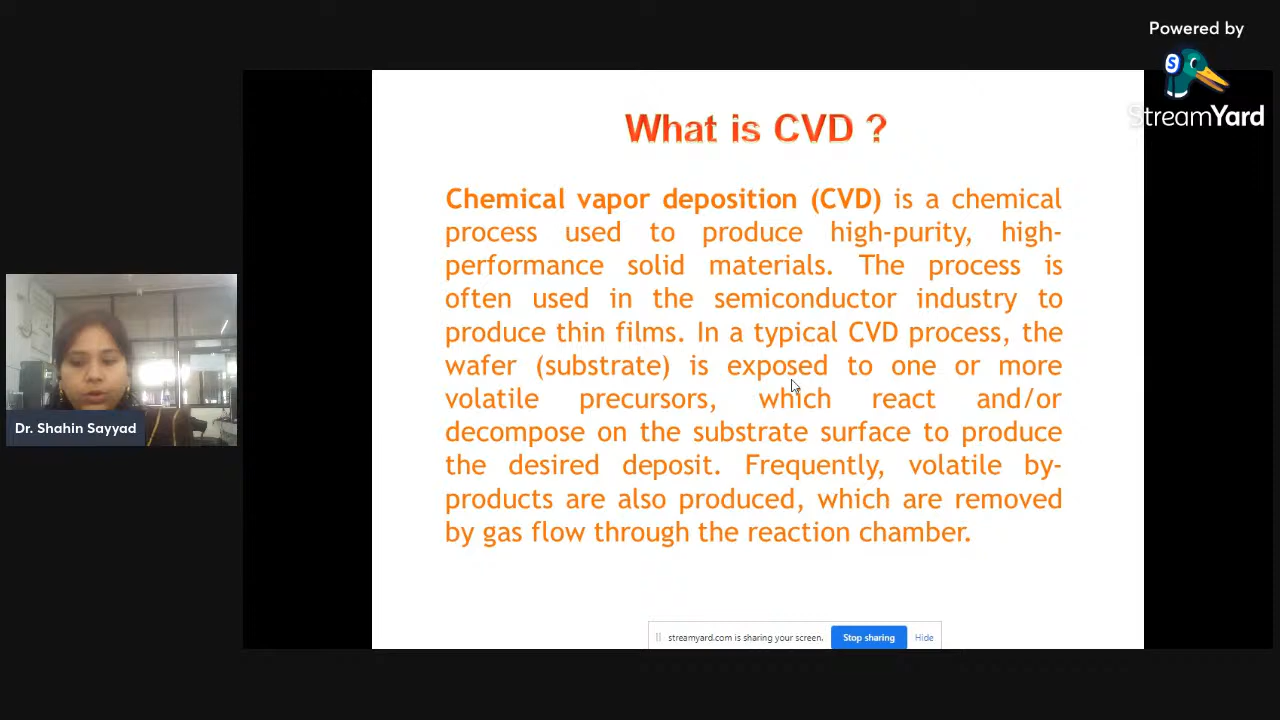 Powered by
StreamYard
What is CVD ?
Chemical vapor deposition (CVD) is a chemical
process used to produce high-purity, high-
performance solid materials. The process is
often used in the semiconductor industry to
produce thin films. In a typical CVD process, the
wafer (substrate) is exposed to one or more
volatile precursors, which react and/or
decompose on the substrate surface to produce
the desired deposit. Frequently, volatile by-
products are also produced, which are removed
by gas flow through the reaction chamber.
Dr. Shahin Sayyad
streamyard.com is sharing your screen.
Stop sharing
Hide